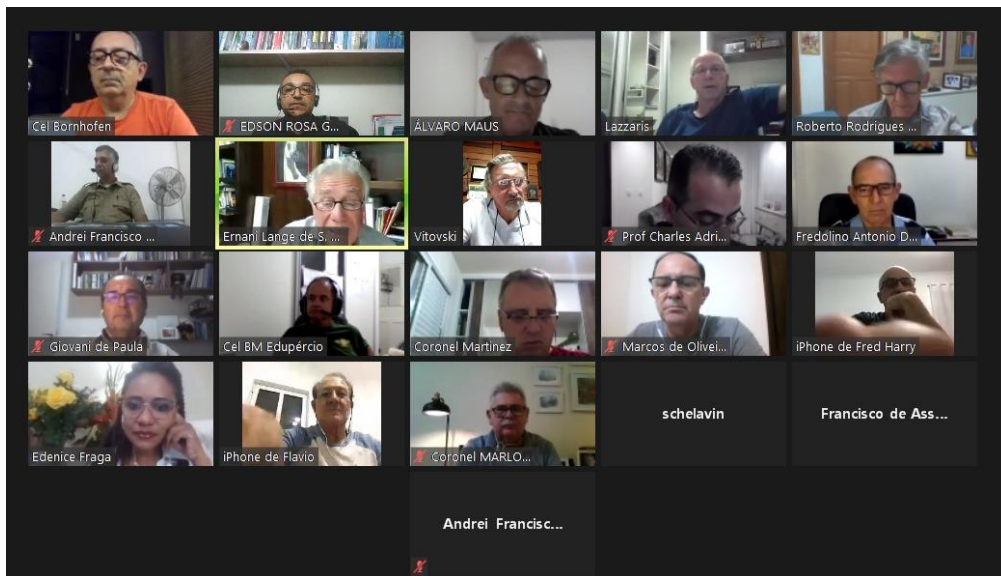 Cel Bornhofen
EDSON ROSA G...
ÁLVARO MAUS
Lazzaris
Roberto Rodrigues ...
Andrei Francisco ...
Ernani Lange de S. ...
Vitovski
Prof Charles Adri...
Fredolino Antonio D...
Giovani de Paula
Cel BM Edupércio
Coronel Martinez
Marcos de Olivei...
iPhone de Fred Harry
Edenice Fraga
iPhone de Flavio
Coronel MARLO...
schelavin
Francisco de Ass...
Andrei Francisc...